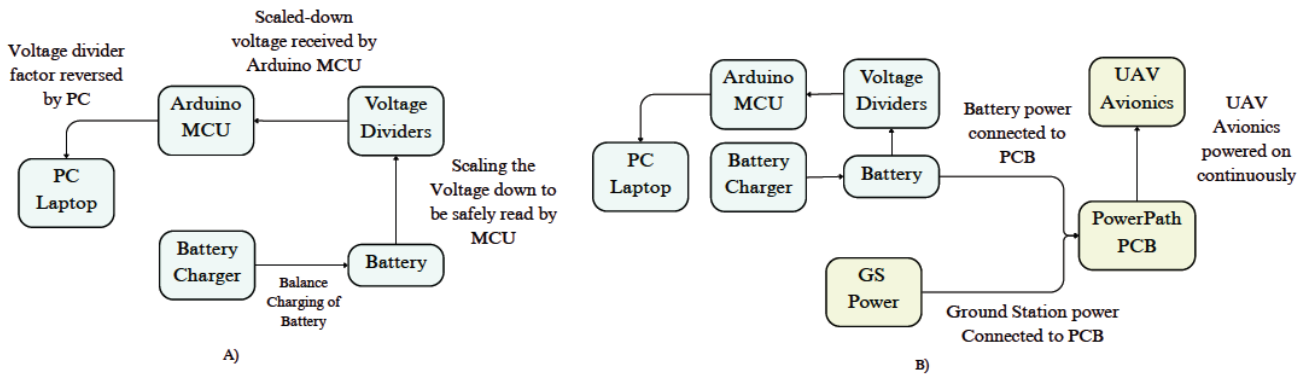 Scaled-down
voltage received by
Arduino MCU
Voltage divider
factor reversed
by PC
Arduino
MCU
Voltage
Dividers
PC
Laptop
Scaling the
Voltage down to
be safely read by
MCU
Battery
Charger
Battery
Balance
Charging of
Battery
A)
Arduino
MCU
Voltage
Dividers
UAV
Avionics
Battery power
connected to
PCB
UAV
Avionics
powered on
continuously
PC
Laptop
Battery
Charger
Battery
PowerPath
PCB
GS
Power
Ground Station power
Connected to PCB
B)